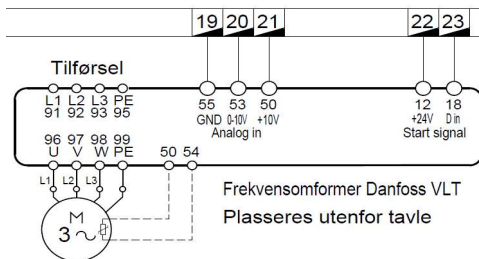 19 20 21 22 23
Tilførsel
L1 L2 L3 PE
91 92 93 95
55 53 50 12 18
GND 0-10V +10V +24V D in
Analog in Start signal
96 97 98 99
U V W PE
50 54
L1 L2 L3
M
3
Frekvensomformer Danfoss VLT
Plasseres utenfor tavle